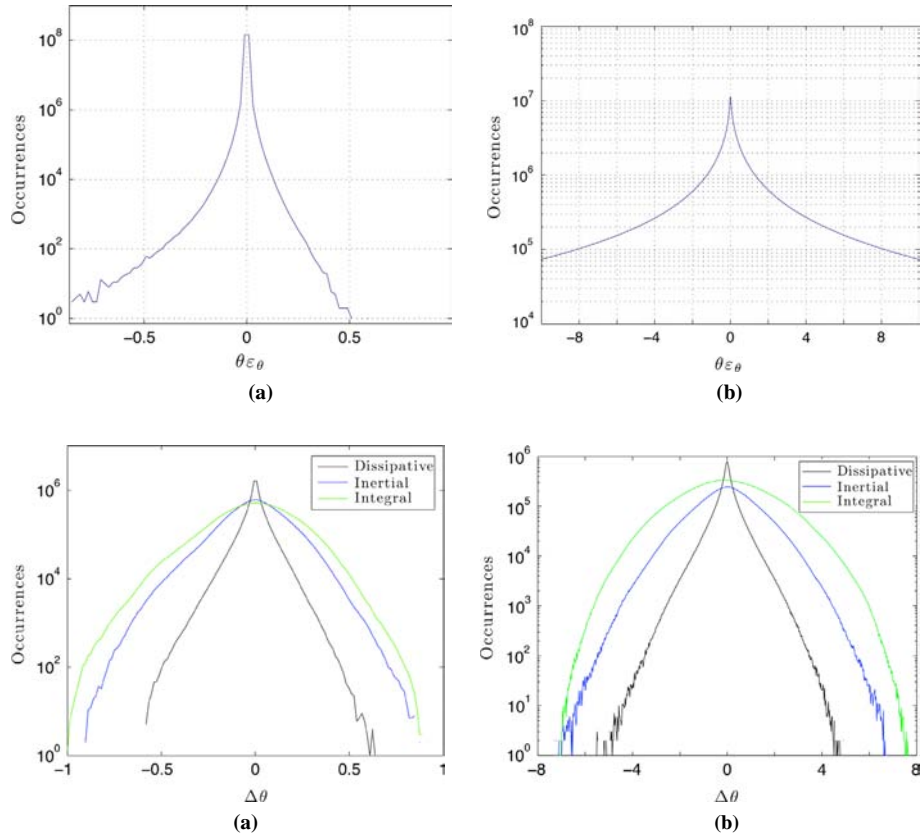 10^8
10^6
10^4
10^2
10^0
Occurrences
−0.5 0 0.5
θε_θ
(a)
10^8
10^7
10^6
10^5
10^4
Occurrences
−8 −4 0 4 8
θε_θ
(b)
10^6
10^4
10^2
10^0
Occurrences
Dissipative
Inertial
Integral
−1 −0.5 0 0.5 1
Δθ
(a)
10^6
10^5
10^4
10^3
10^2
10^1
10^0
Occurrences
Dissipative
Inertial
Integral
−8 −4 0 4 8
Δθ
(b)